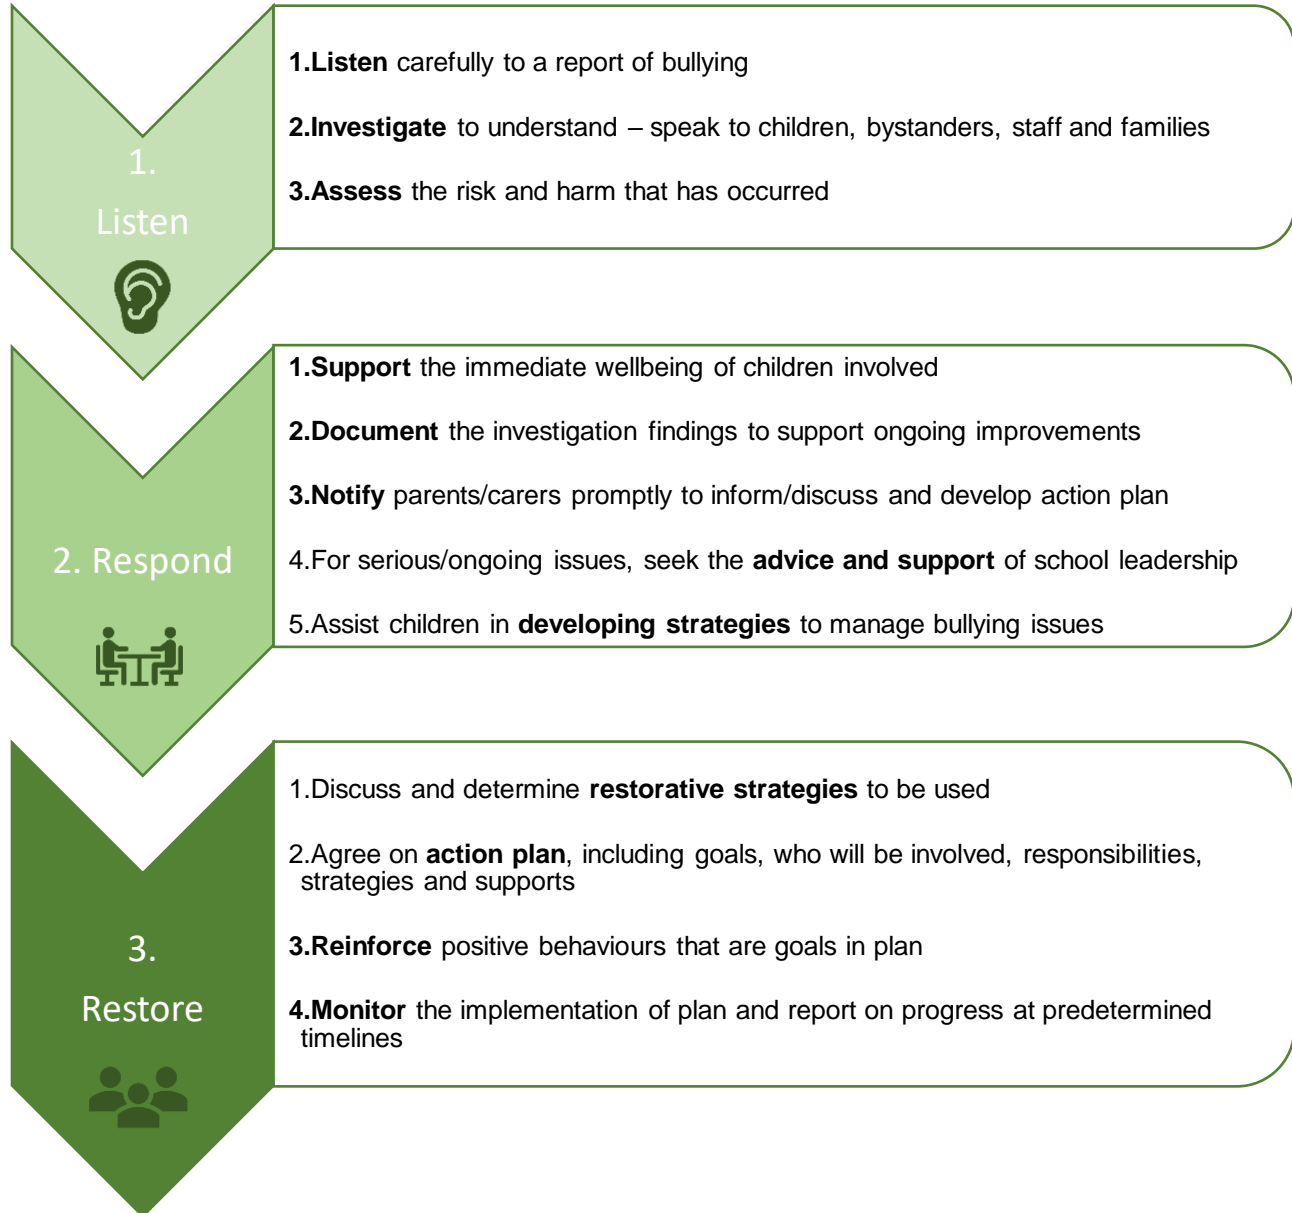 1.
Listen
1.Listen carefully to a report of bullying
2.Investigate to understand – speak to children, bystanders, staff and families
3.Assess the risk and harm that has occurred
2. Respond
1.Support the immediate wellbeing of children involved
2.Document the investigation findings to support ongoing improvements
3.Notify parents/carers promptly to inform/discuss and develop action plan
4.For serious/ongoing issues, seek the advice and support of school leadership
5.Assist children in developing strategies to manage bullying issues
3.
Restore
1.Discuss and determine restorative strategies to be used
2.Agree on action plan, including goals, who will be involved, responsibilities,
strategies and supports
3.Reinforce positive behaviours that are goals in plan
4.Monitor the implementation of plan and report on progress at predetermined
timelines